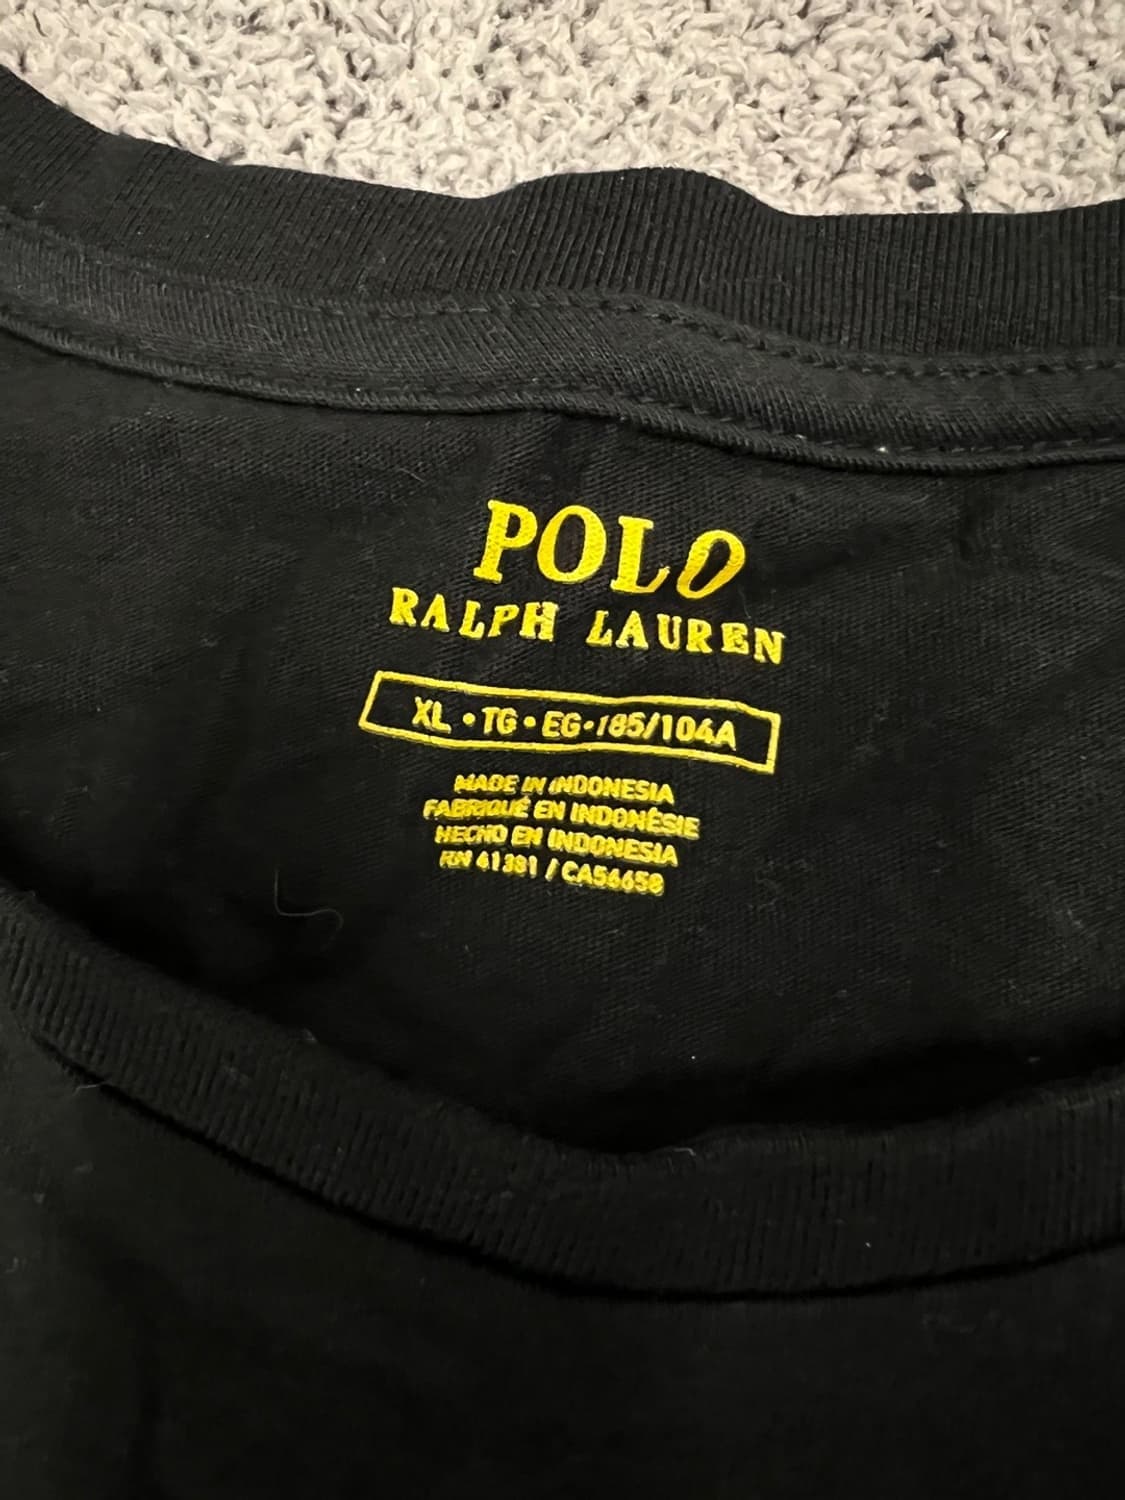 POLO
RALPH LAUREN
XL • TG • EG • 185/104A
MADE IN INDONESIA
FABRIQUÉ EN INDONÉSIE
HECHO EN INDONESIA
RN 41381 / CA56658